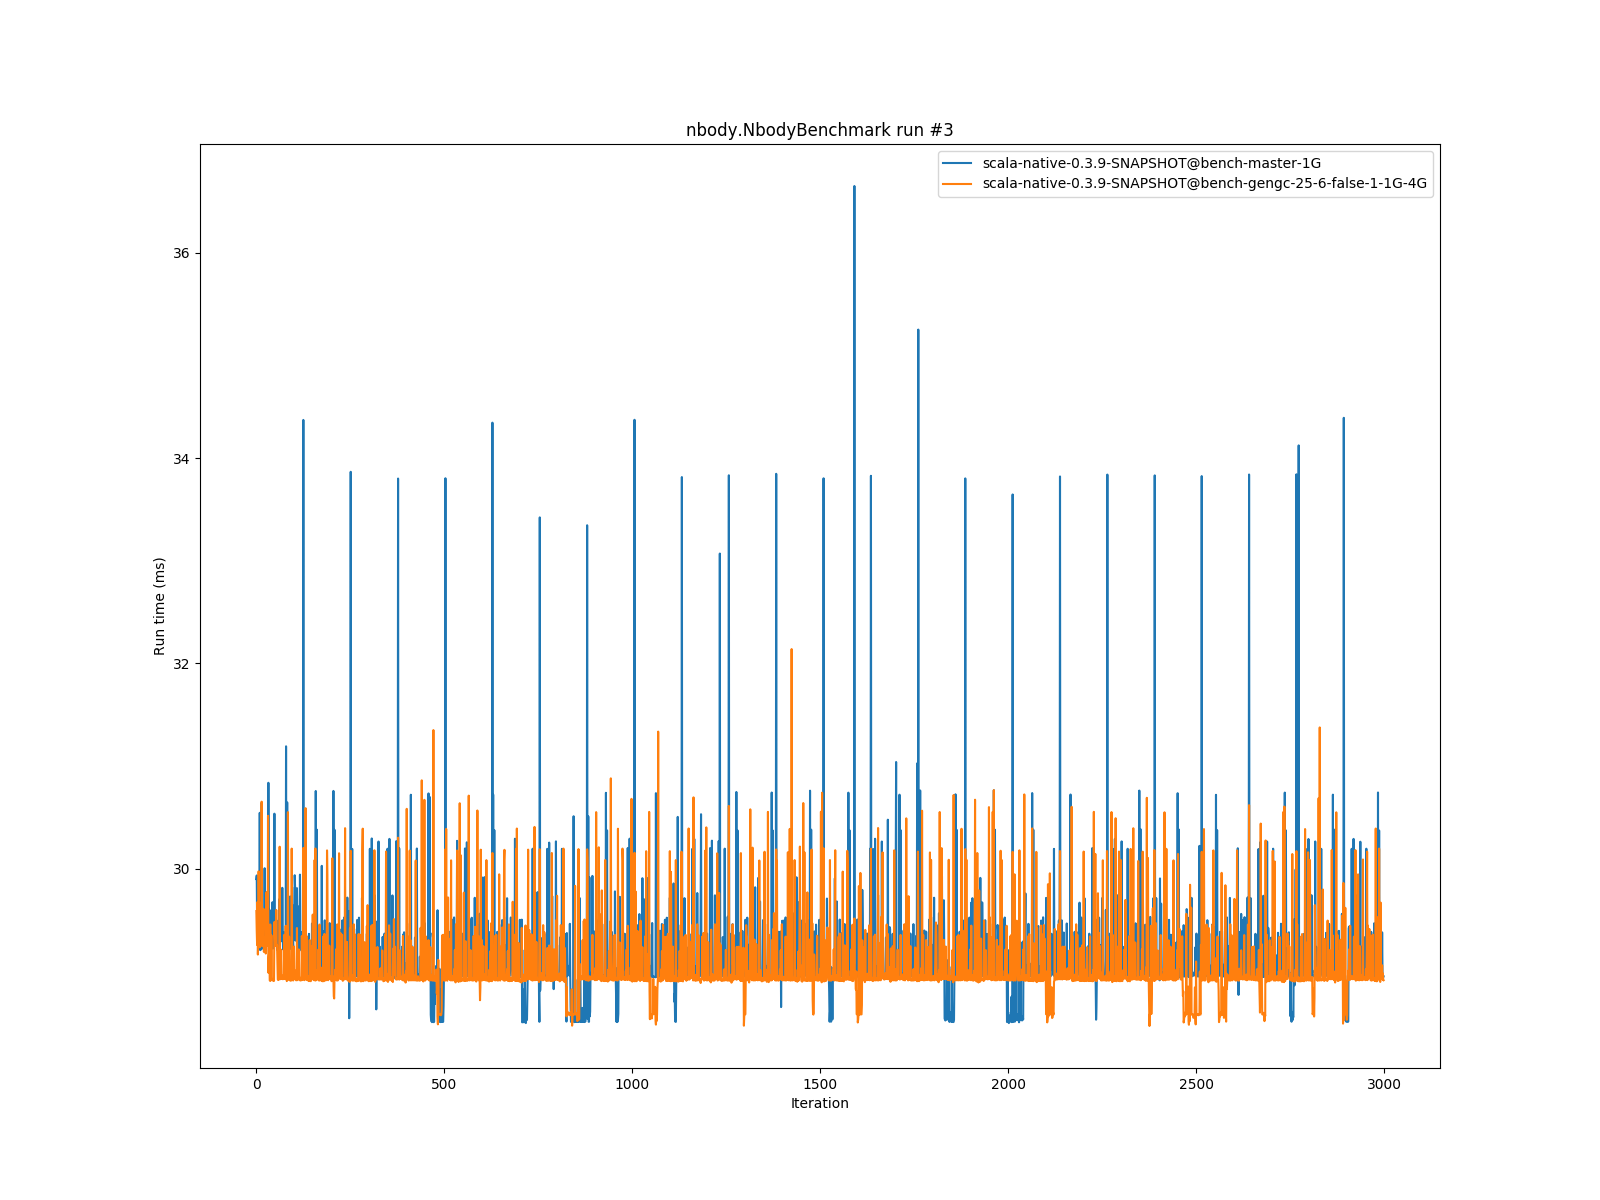 nbody.NbodyBenchmark run #3
scala-native-0.3.9-SNAPSHOT@bench-master-1G
scala-native-0.3.9-SNAPSHOT@bench-gengc-25-6-false-1-1G-4G
36
34
32
30
Run time (ms)
0 500 1000 1500 2000 2500 3000
Iteration